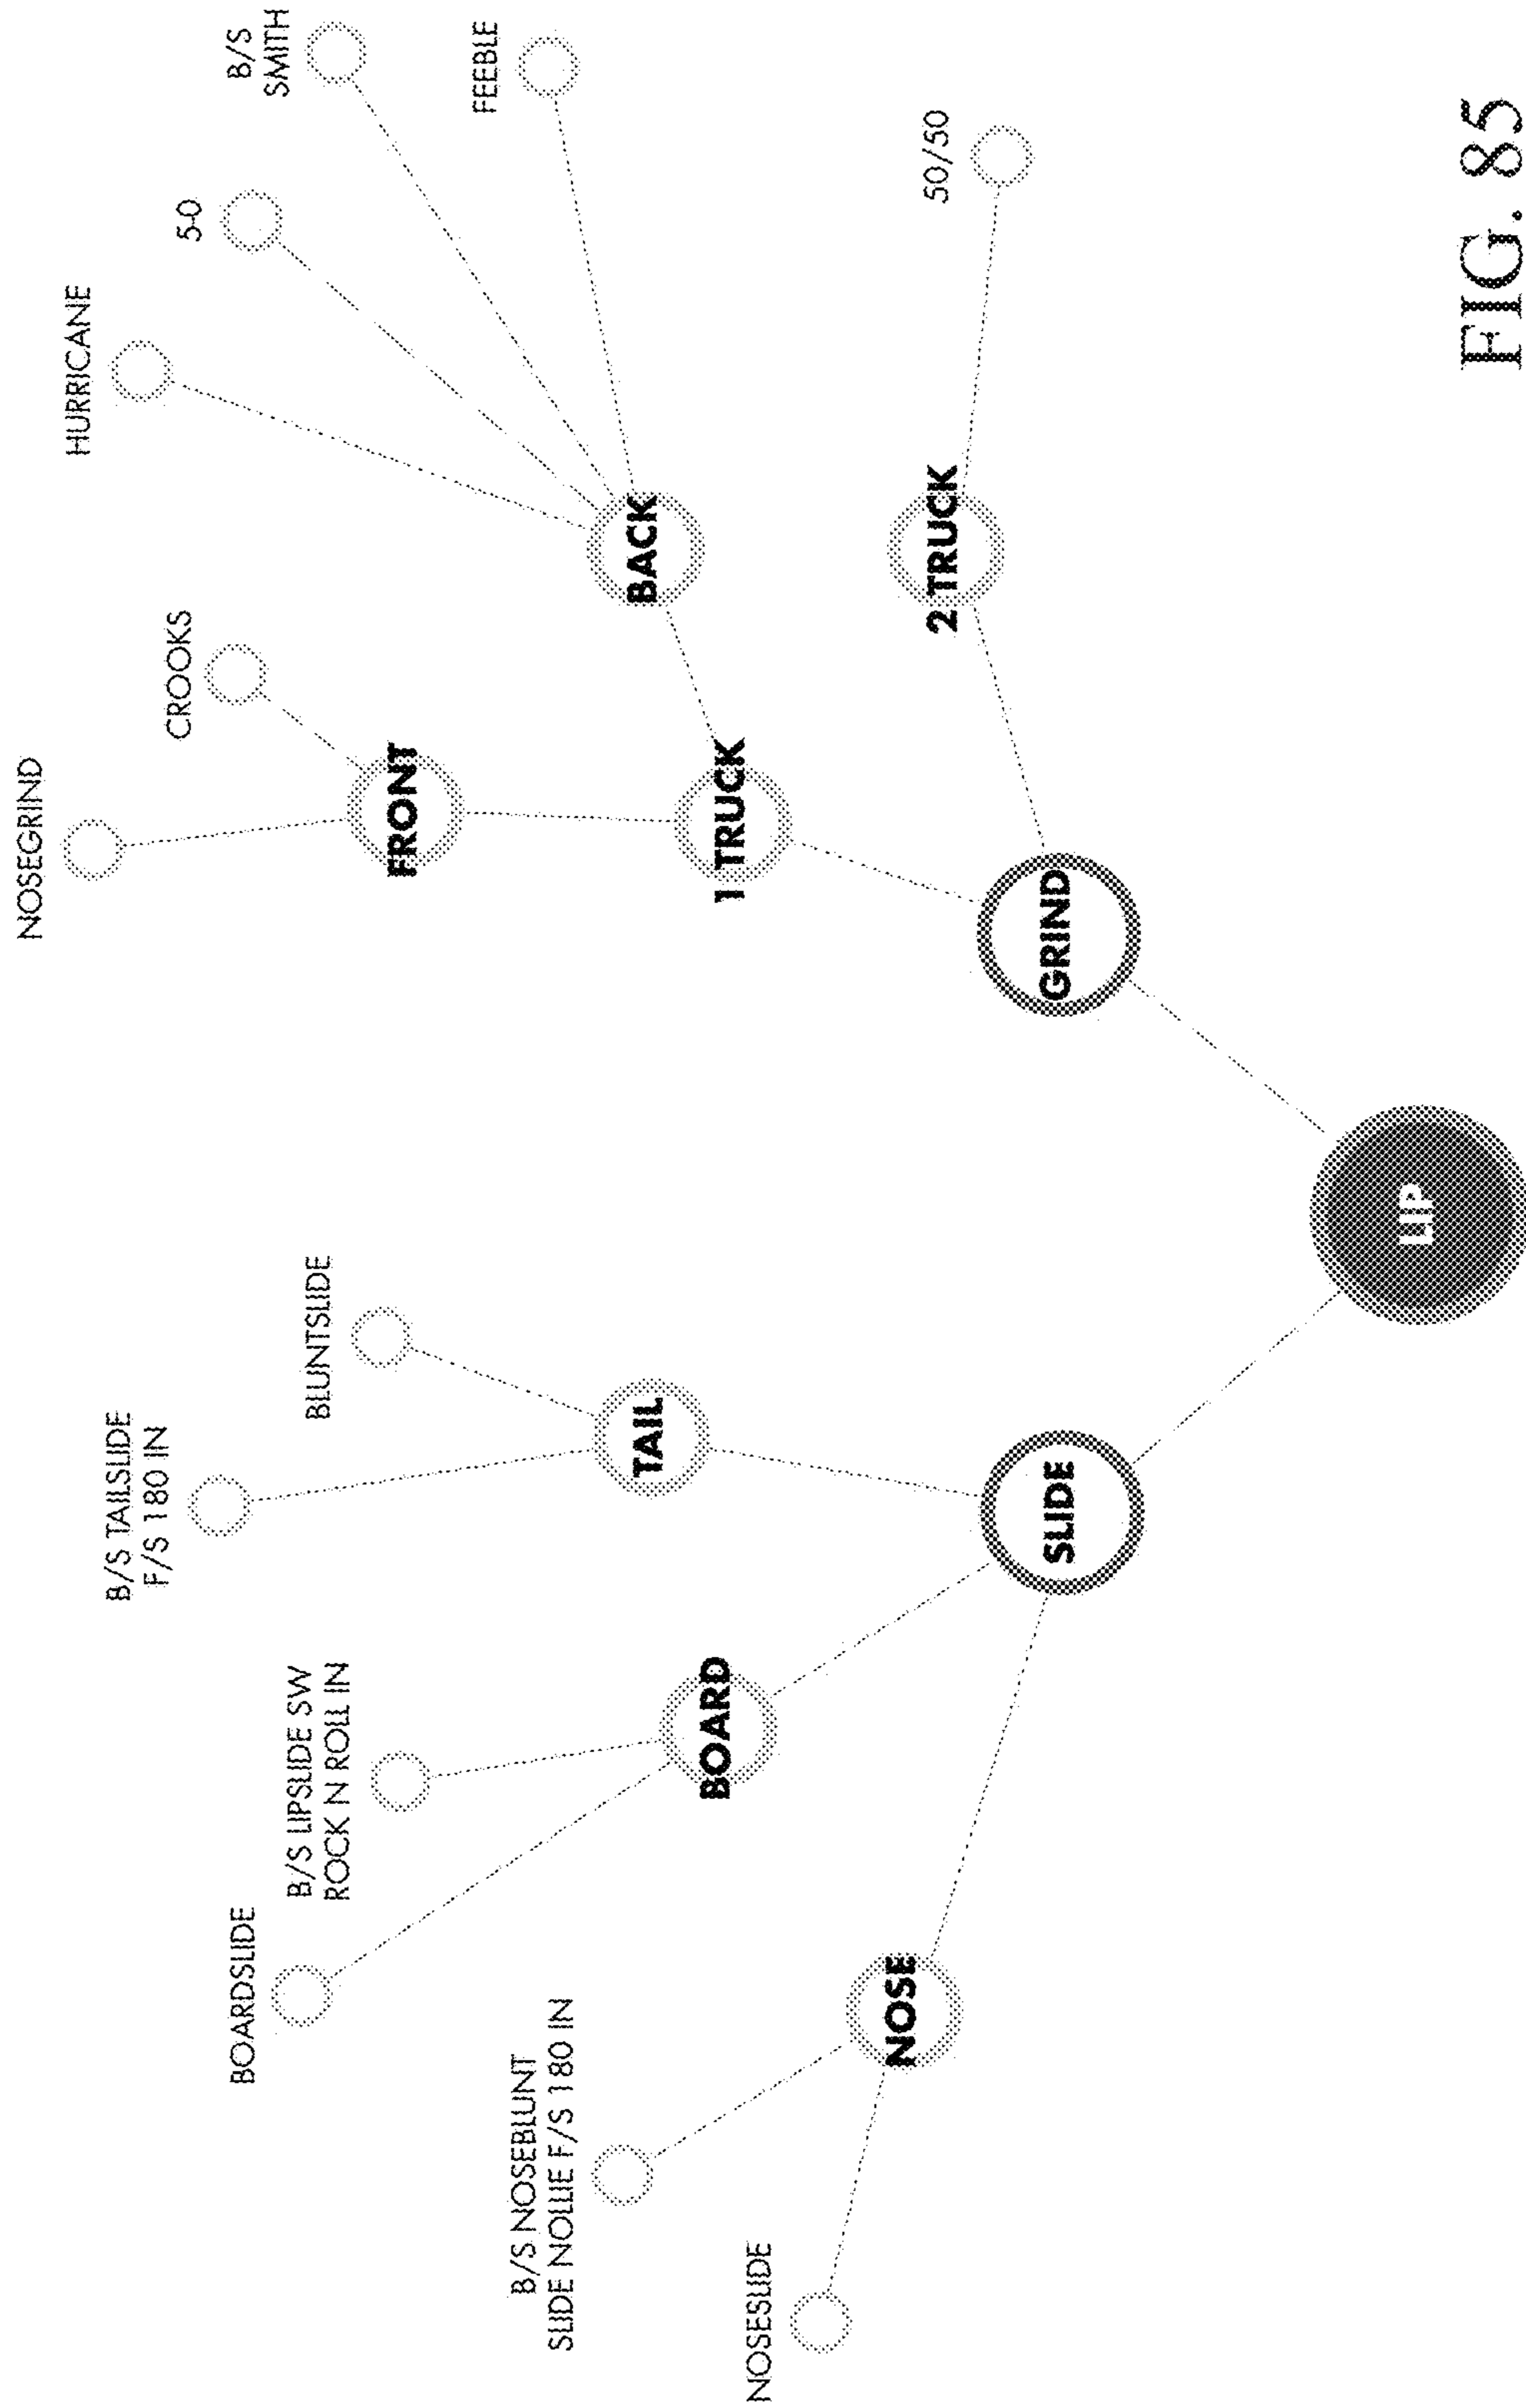 NOSEGRIND
HURRICANE
5-0
B/S
SMITH
FEEBLE
CROOKS
FRONT
BACK
50/50
1 TRUCK
2 TRUCK
GRIND
B/S TAILSLIDE
F/S 180 IN
BLUNTSLIDE
B/S LIPSLIDE SW
ROCK N ROLL IN
BOARDSLIDE
TAIL
BOARD
B/S NOSEBLUNT
SLIDE NOLLIE F/S 180 IN
NOSESLIDE
NOSE
SLIDE
LIP
FIG. 85